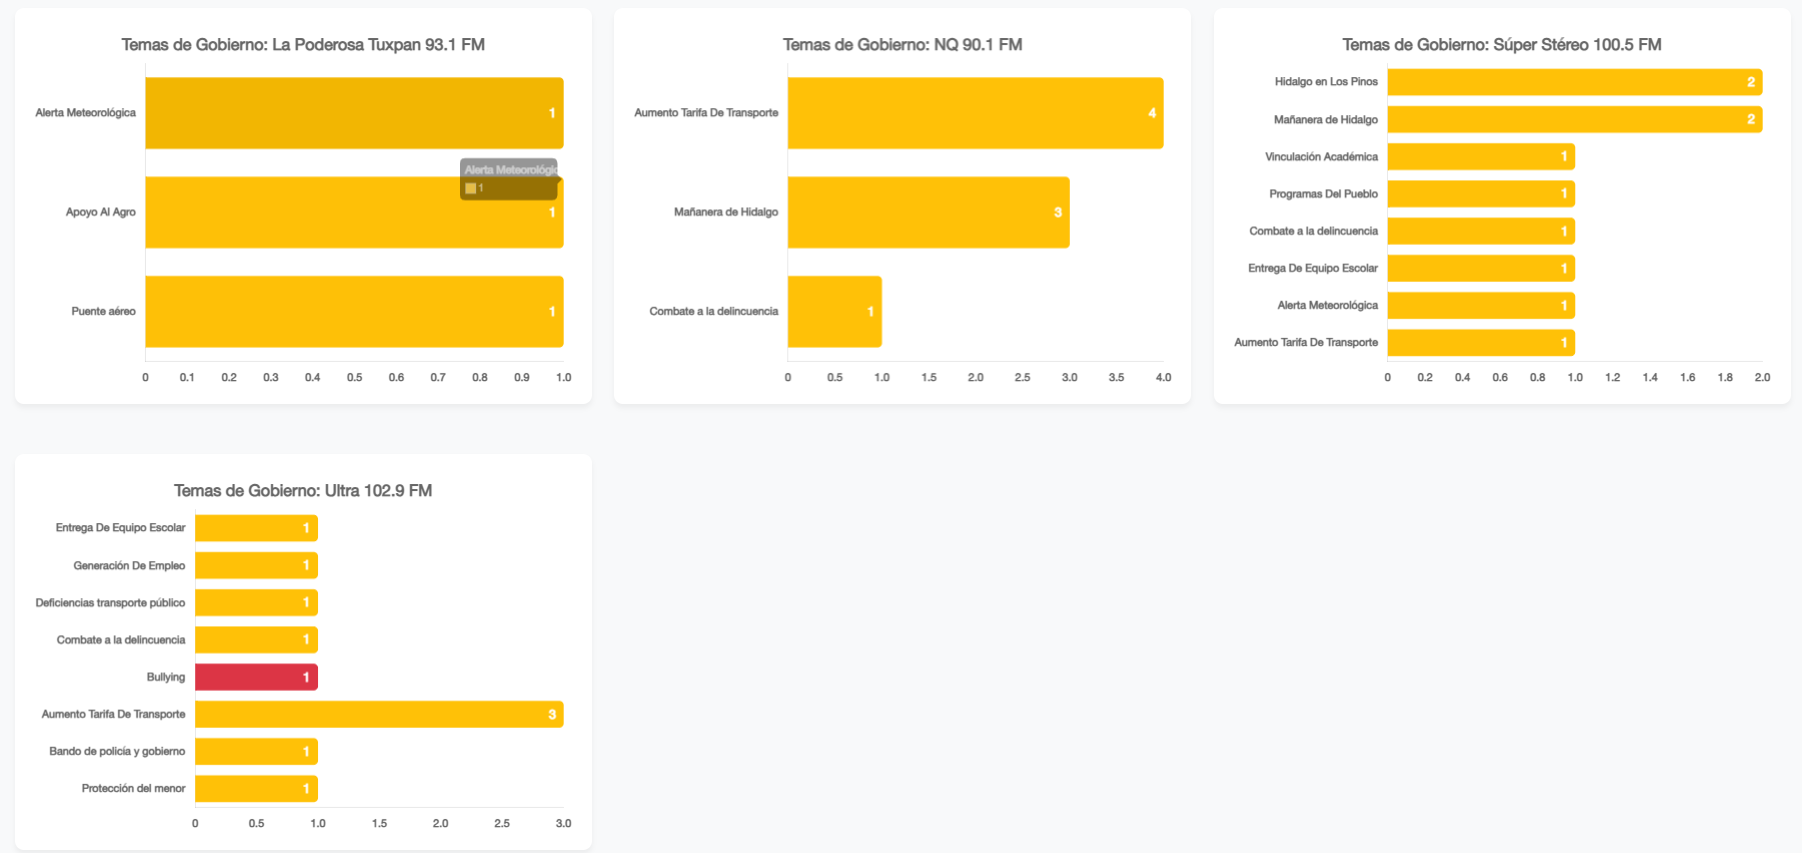 Temas de Gobierno: La Poderosa Tuxpan 93.1 FM
Alerta Meteorológica
1
Alerta Meteorológic
1
Apoyo Al Agro
1
Puente aéreo
1
0 0.1 0.2 0.3 0.4 0.5 0.6 0.7 0.8 0.9 1.0
Temas de Gobierno: NQ 90.1 FM
Aumento Tarifa De Transporte
4
Mañanera de Hidalgo
3
Combate a la delincuencia
1
0 0.5 1.0 1.5 2.0 2.5 3.0 3.5 4.0
Temas de Gobierno: Súper Stéreo 100.5 FM
Hidalgo en Los Pinos
2
Mañanera de Hidalgo
2
Vinculación Académica
1
Programas Del Pueblo
1
Combate a la delincuencia
1
Entrega De Equipo Escolar
1
Alerta Meteorológica
1
Aumento Tarifa De Transporte
1
0 0.2 0.4 0.6 0.8 1.0 1.2 1.4 1.6 1.8 2.0
Temas de Gobierno: Ultra 102.9 FM
Entrega De Equipo Escolar
1
Generación De Empleo
1
Deficiencias transporte público
1
Combate a la delincuencia
1
Bullying
1
Aumento Tarifa De Transporte
3
Bando de policía y gobierno
1
Protección del menor
1
0 0.5 1.0 1.5 2.0 2.5 3.0